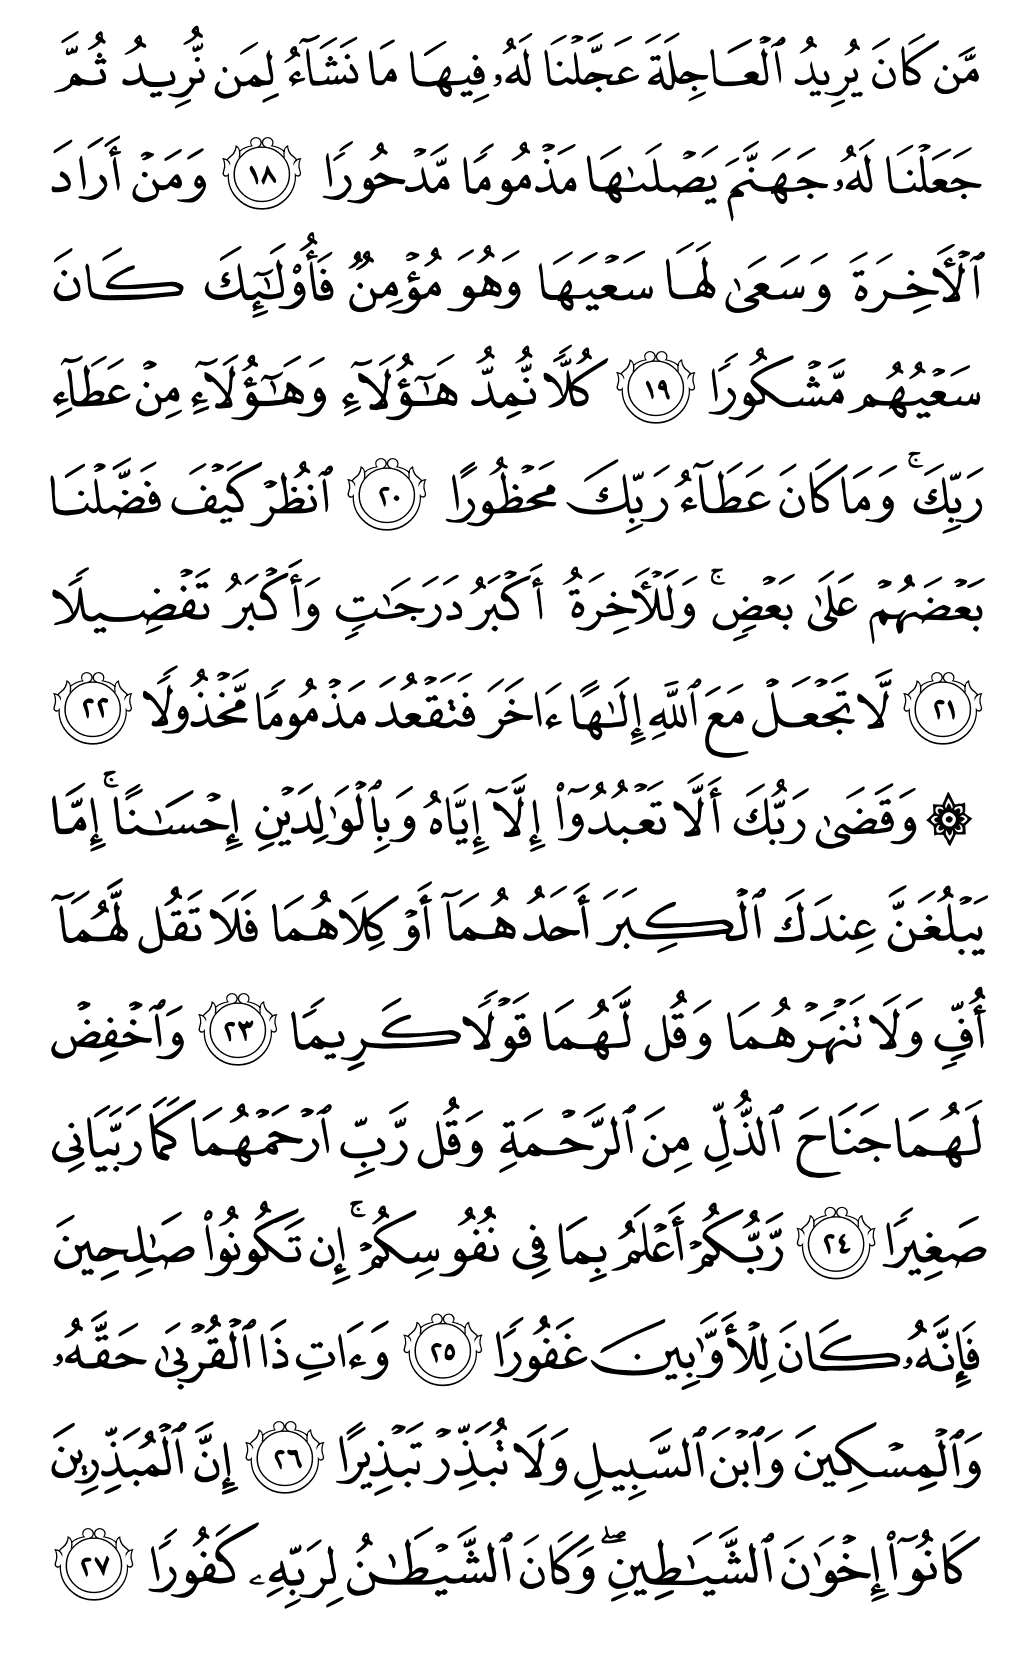 مَّن كَانَ يُرِيدُ ٱلْعَاجِلَةَ عَجَّلْنَا لَهُۥ فِيهَا مَا نَشَآءُ لِمَن نُّرِيدُ ثُمَّ
جَعَلْنَا لَهُۥ جَهَنَّمَ يَصْلَىٰهَا مَذْمُومًا مَّدْحُورًا ١٨ وَمَنْ أَرَادَ
ٱلْأَخِرَةَ وَسَعَىٰ لَهَا سَعْيَهَا وَهُوَ مُؤْمِنٌ فَأُو۟لَـٰٓئِكَ كَانَ
سَعْيُهُم مَّشْكُورًا ١٩ كُلًّا نُّمِدُّ هَـٰٓؤُلَآءِ وَهَـٰٓؤُلَآءِ مِنْ عَطَآءِ
رَبِّكَ ۚ وَمَا كَانَ عَطَآءُ رَبِّكَ مَحْظُورًا ٢٠ ٱنظُرْ كَيْفَ فَضَّلْنَا
بَعْضَهُمْ عَلَىٰ بَعْضٍ ۚ وَلَلْأَخِرَةُ أَكْبَرُ دَرَجَـٰتٍ وَأَكْبَرُ تَفْضِيلًا
٢١ لَّا تَجْعَلْ مَعَ ٱللَّهِ إِلَـٰهًا ءَاخَرَ فَتَقْعُدَ مَذْمُومًا مَّخْذُولًا ٢٢
۞ وَقَضَىٰ رَبُّكَ أَلَّا تَعْبُدُوٓا۟ إِلَّآ إِيَّاهُ وَبِٱلْوَٰلِدَيْنِ إِحْسَـٰنًا ۚ إِمَّا
يَبْلُغَنَّ عِندَكَ ٱلْكِبَرَ أَحَدُهُمَآ أَوْ كِلَاهُمَا فَلَا تَقُل لَّهُمَآ
أُفٍّ وَلَا تَنْهَرْهُمَا وَقُل لَّهُمَا قَوْلًا كَرِيمًا ٢٣ وَٱخْفِضْ
لَهُمَا جَنَاحَ ٱلذُّلِّ مِنَ ٱلرَّحْمَةِ وَقُل رَّبِّ ٱرْحَمْهُمَا كَمَا رَبَّيَانِى
صَغِيرًا ٢٤ رَّبُّكُمْ أَعْلَمُ بِمَا فِى نُفُوسِكُمْ ۚ إِن تَكُونُوا۟ صَـٰلِحِينَ
فَإِنَّهُۥ كَانَ لِلْأَوَّٰبِينَ غَفُورًا ٢٥ وَءَاتِ ذَا ٱلْقُرْبَىٰ حَقَّهُۥ
وَٱلْمِسْكِينَ وَٱبْنَ ٱلسَّبِيلِ وَلَا تُبَذِّرْ تَبْذِيرًا ٢٦ إِنَّ ٱلْمُبَذِّرِينَ
كَانُوٓا۟ إِخْوَٰنَ ٱلشَّيَـٰطِينِ ۖ وَكَانَ ٱلشَّيْطَـٰنُ لِرَبِّهِۦ كَفُورًا ٢٧